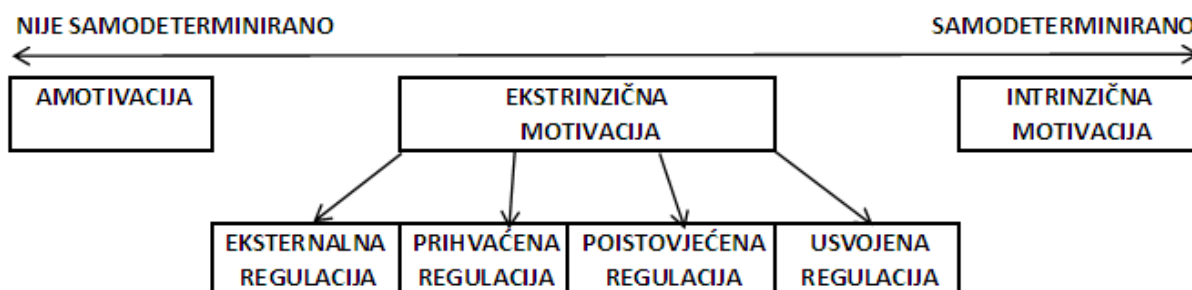 NIJE SAMODETERMINIRANO
SAMODETERMINIRANO
AMOTIVACIJA
EKSTRINZIČNA
MOTIVACIJA
INTRINZIČNA
MOTIVACIJA
EKSTERNALNA
REGULACIJA
PRIHVAĆENA
REGULACIJA
POISTOVJEĆENA
REGULACIJA
USVOJENA
REGULACIJA